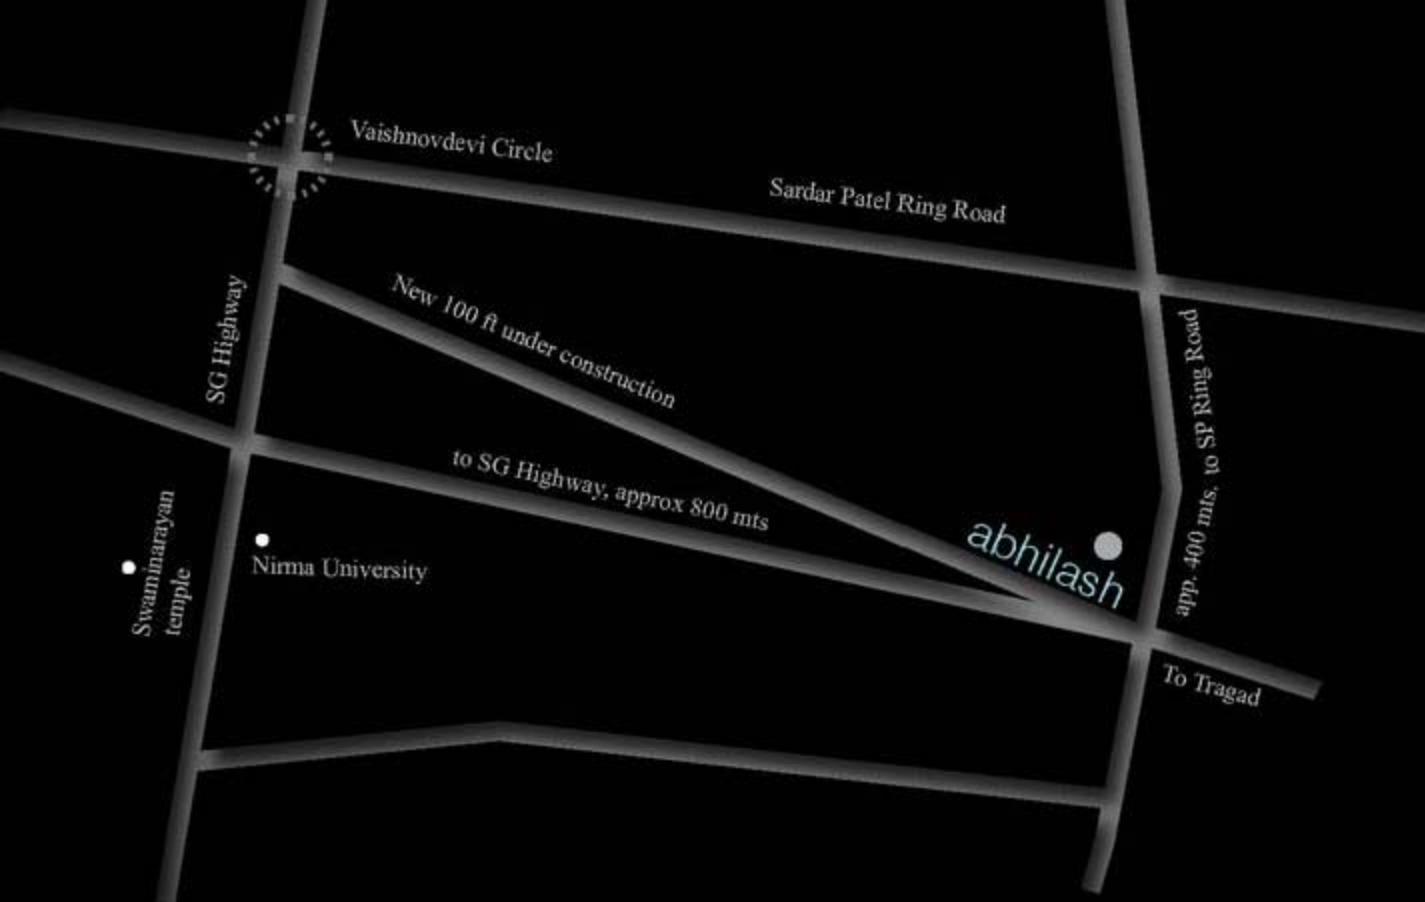 Vaishnovdevi Circle
Sardar Patel Ring Road
New 100 ft under construction
SG Highway
to SG Highway, approx 800 mts
app. 400 mts, to SP Ring Road
abhilash
Swaminarayan
temple
Nirma University
To Tragad